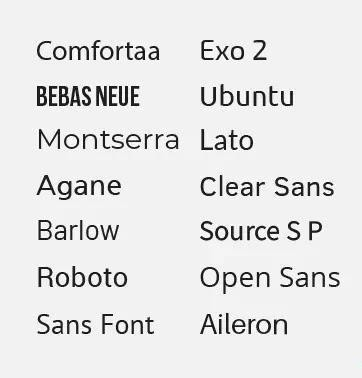 Comfortaa
BEBAS NEUE
Montserra
Agane
Barlow
Roboto
Sans Font
Exo 2
Ubuntu
Lato
Clear Sans
Source S P
Open Sans
Aileron